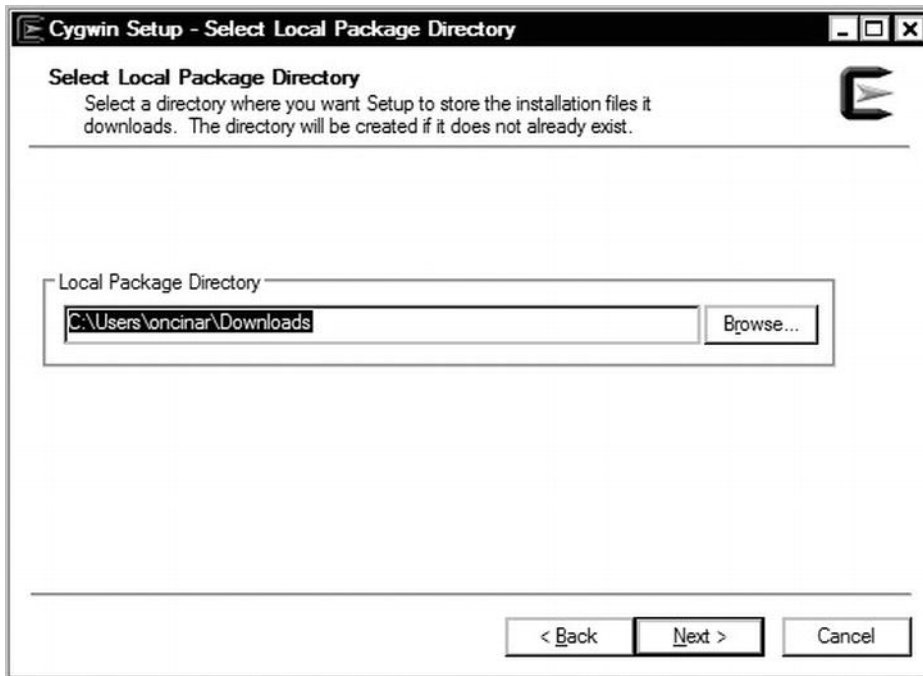 Cygwin Setup - Select Local Package Directory
Select Local Package Directory
Select a directory where you want Setup to store the installation files it
downloads. The directory will be created if it does not already exist.
Local Package Directory
C:\Users\oncinar\Downloads
Browse...
< Back
Next >
Cancel